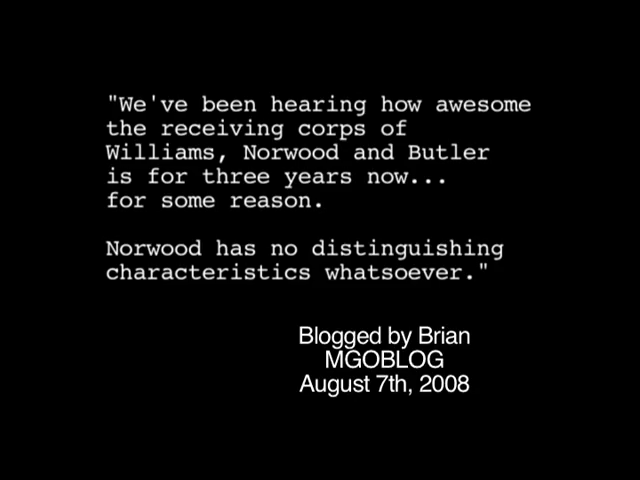 "We've been hearing how awesome
the receiving corps of
Williams, Norwood and Butler
is for three years now...
for some reason.
Norwood has no distinguishing
characteristics whatsoever."
Blogged by Brian
MGOBLOG
August 7th, 2008